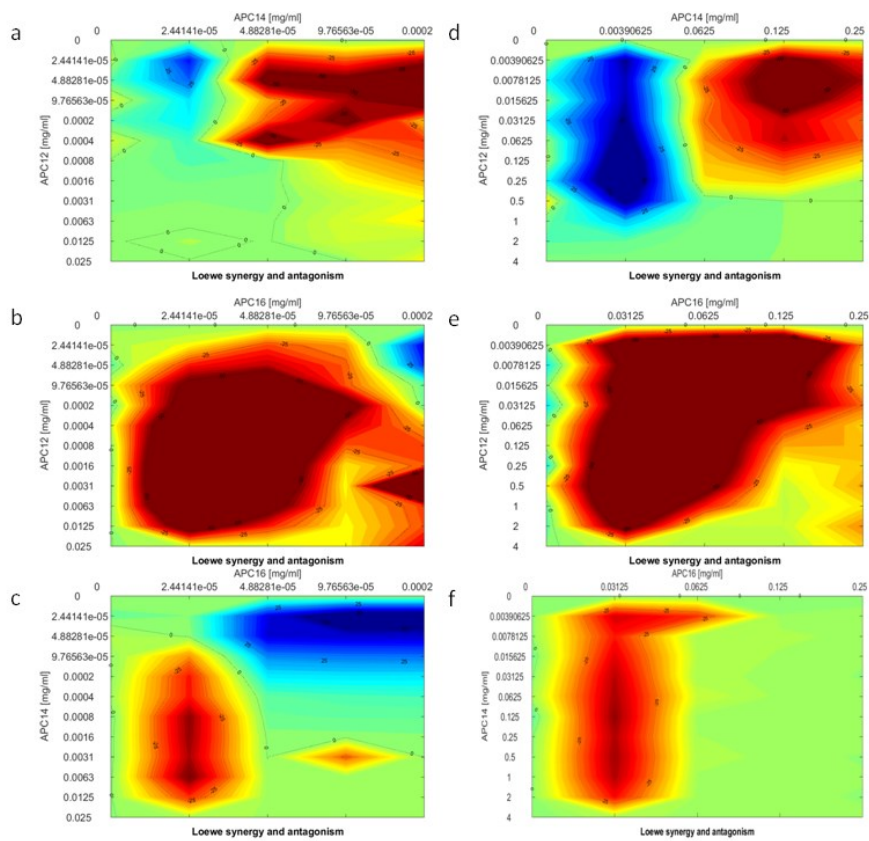 a
APC14 [mg/ml]
0 2.44141e-05 4.88281e-05 9.76563e-05 0.0002
APC12 [mg/ml]
0
2.44141e-05
4.88281e-05
9.76563e-05
0.0002
0.0004
0.0008
0.0016
0.0031
0.0063
0.0125
0.025
Loewe synergy and antagonism
d
APC14 [mg/ml]
0 0.00390625 0.0625 0.125 0.25
APC12 [mg/ml]
0
0.00390625
0.0078125
0.015625
0.03125
0.0625
0.125
0.25
0.5
1
2
4
Loewe synergy and antagonism
b
APC16 [mg/ml]
0 2.44141e-05 4.88281e-05 9.76563e-05 0.0002
APC12 [mg/ml]
0
2.44141e-05
4.88281e-05
9.76563e-05
0.0002
0.0004
0.0008
0.0016
0.0031
0.0063
0.0125
0.025
Loewe synergy and antagonism
e
APC16 [mg/ml]
0 0.03125 0.0625 0.125 0.25
APC12 [mg/ml]
0
0.00390625
0.0078125
0.015625
0.03125
0.0625
0.125
0.25
0.5
1
2
4
Loewe synergy and antagonism
c
APC16 [mg/ml]
0 2.44141e-05 4.88281e-05 9.76563e-05 0.0002
APC14 [mg/ml]
0
2.44141e-05
4.88281e-05
9.76563e-05
0.0002
0.0004
0.0008
0.0016
0.0031
0.0063
0.0125
0.025
Loewe synergy and antagonism
f
APC16 [mg/ml]
0 0.03125 0.0625 0.125 0.25
APC14 [mg/ml]
0
0.00390625
0.0078125
0.015625
0.03125
0.0625
0.125
0.25
0.5
1
2
4
Loewe synergy and antagonism